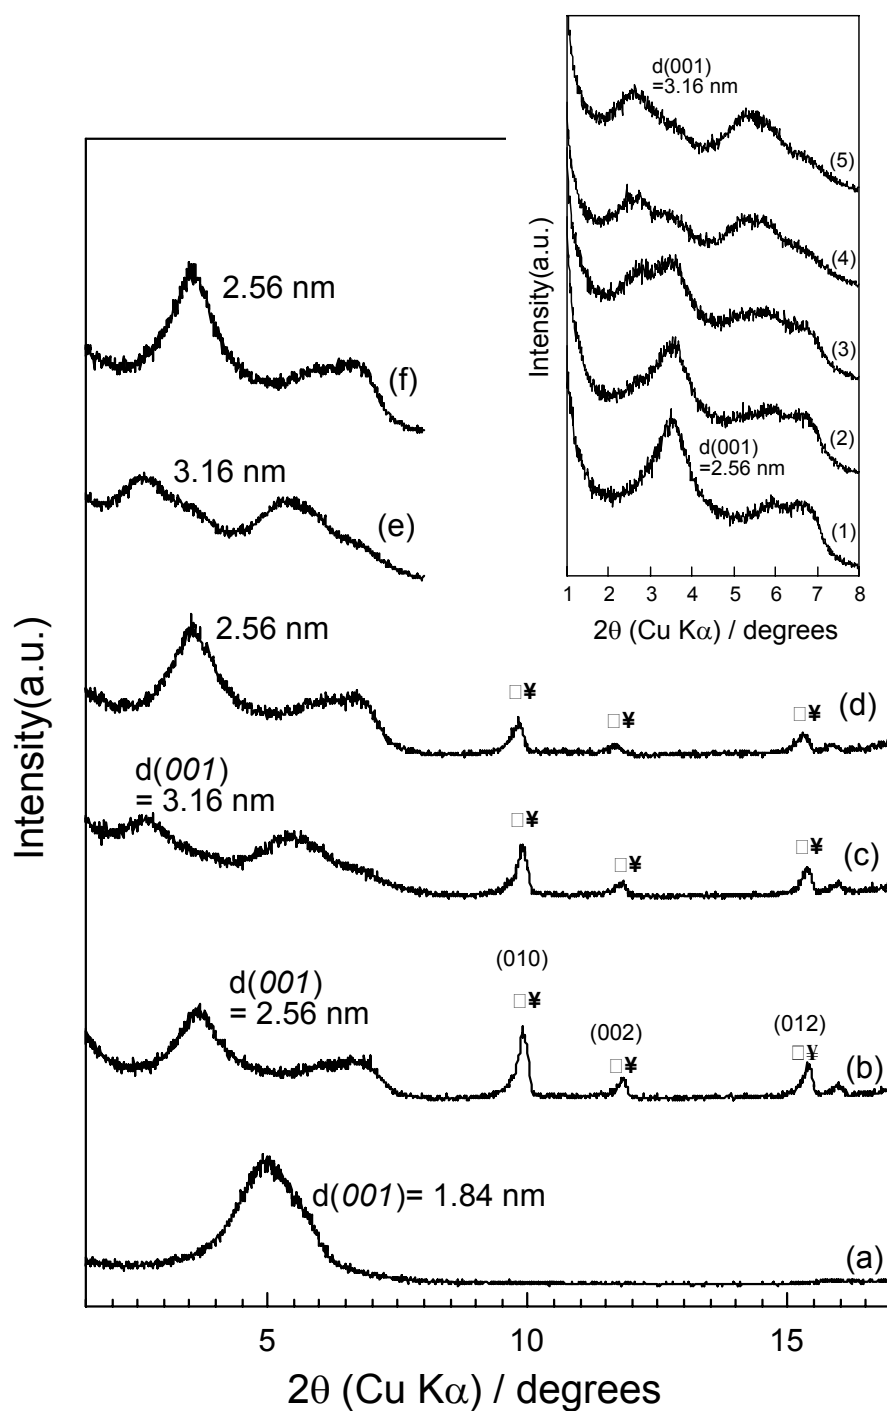 d(001)
=3.16 nm
(5)
(4)
(3)
(2)
d(001)
=2.56 nm
(1)
Intensity(a.u.)
1 2 3 4 5 6 7 8
2θ (Cu Kα) / degrees
2.56 nm
(f)
3.16 nm
(e)
2.56 nm
□¥ □¥ □¥
(d)
d(001)
= 3.16 nm
□¥ □¥ □¥
(c)
(010)
d(001)
= 2.56 nm
□¥
(002)
□¥
(012)
□¥
(b)
d(001)= 1.84 nm
(a)
Intensity(a.u.)
5 10 15
2θ (Cu Kα) / degrees